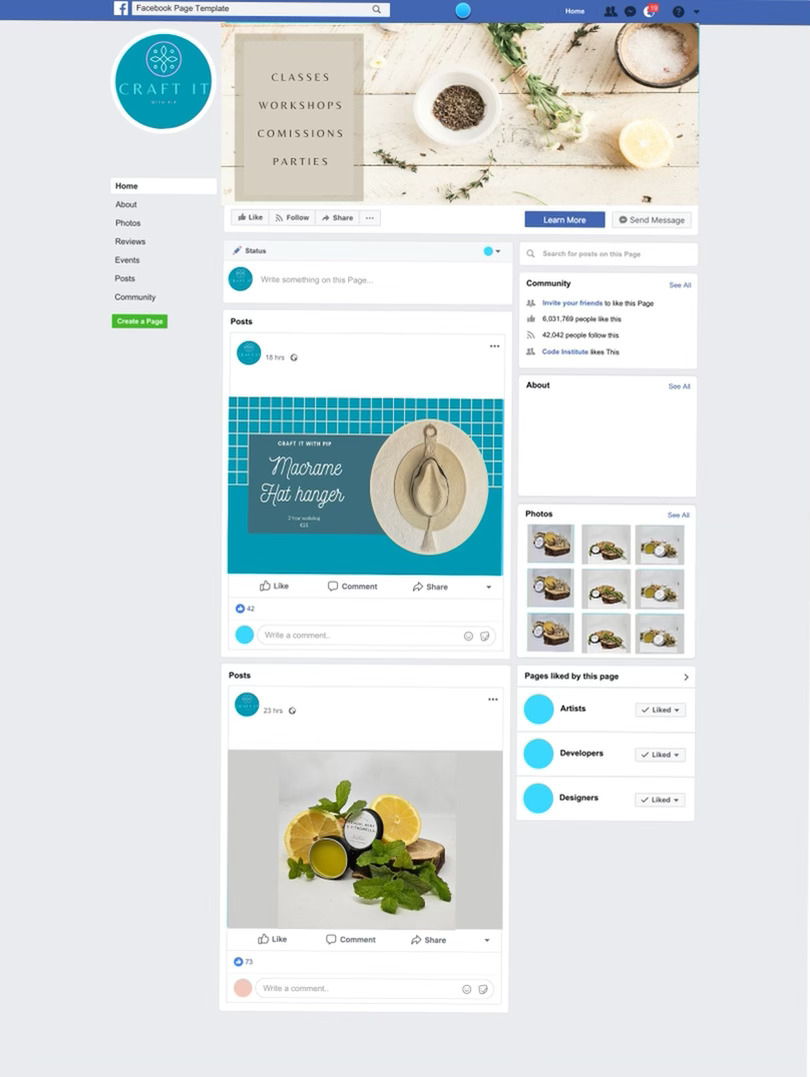 Facebook Page Template
Home
19
CRAFT IT
WITH PIP
CLASSES
WORKSHOPS
COMISSIONS
PARTIES
Home
About
Photos
Reviews
Events
Posts
Community
Create a Page
Like
Follow
Share
Learn More
Send Message
Status
Write something on this Page...
Posts
18 hrs
CRAFT IT WITH PIP
Macrame
Hat hanger
Like
Comment
Share
42
Write a comment..
Posts
23 hrs
Like
Comment
Share
73
Write a comment..
Search for posts on this Page
Community
See All
Invite your friends to like this Page
6,031,769 people like this
42,042 people follow this
Code Institute likes This
About
See All
Photos
See All
Pages liked by this page
Artists
Liked
Developers
Liked
Designers
Liked